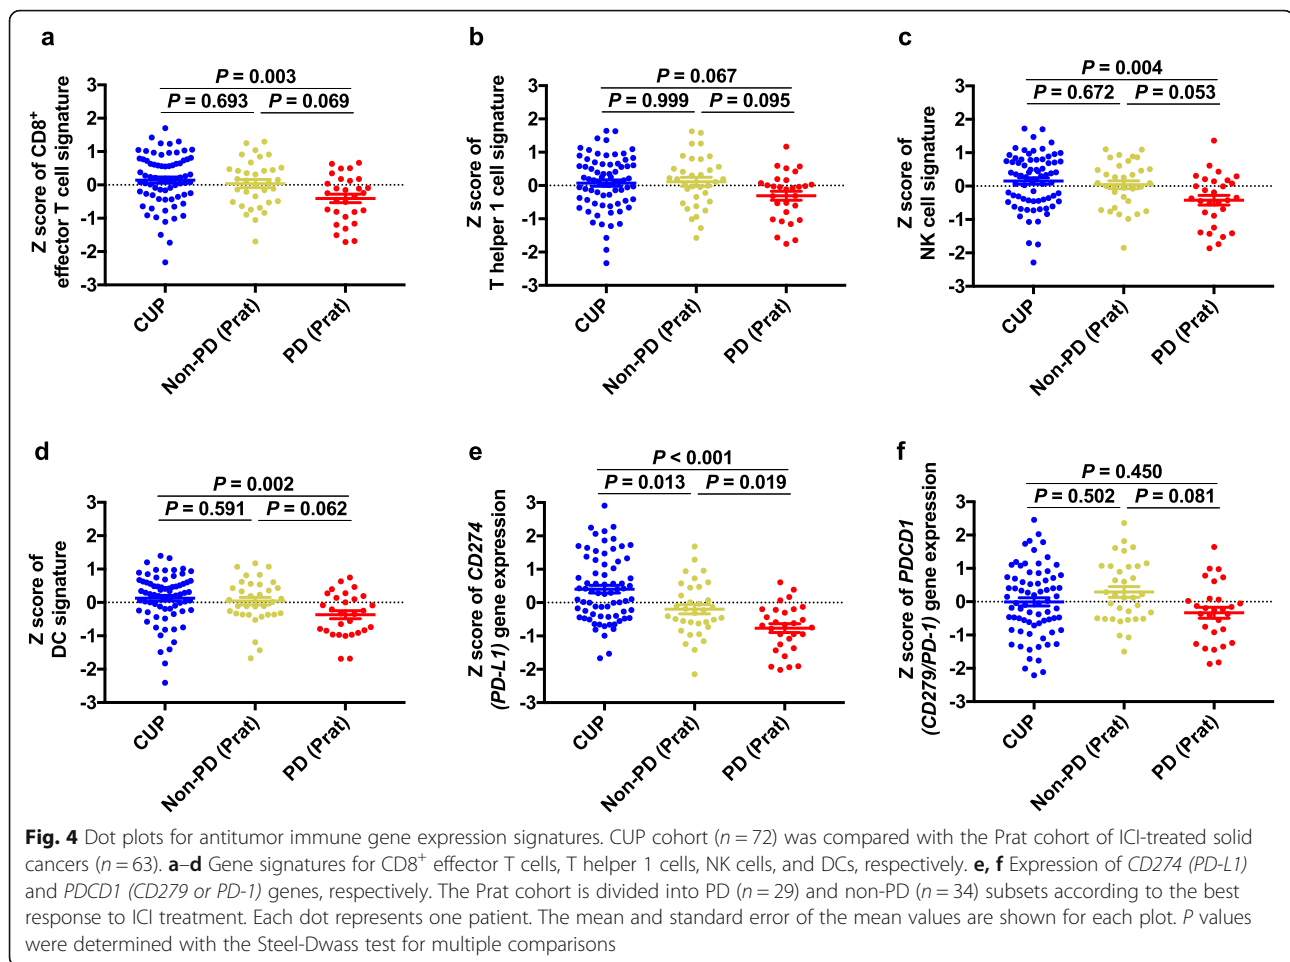 a
P = 0.003
P = 0.693
P = 0.069
Z score of CD8+
effector T cell signature
3
2
1
0
-1
-2
-3
CUP
Non-PD (Prat)
PD (Prat)
b
P = 0.067
P = 0.999
P = 0.095
Z score of
T helper 1 cell signature
3
2
1
0
-1
-2
-3
CUP
Non-PD (Prat)
PD (Prat)
c
P = 0.004
P = 0.672
P = 0.053
Z score of
NK cell signature
3
2
1
0
-1
-2
-3
CUP
Non-PD (Prat)
PD (Prat)
d
P = 0.002
P = 0.591
P = 0.062
Z score of
DC signature
3
2
1
0
-1
-2
-3
CUP
Non-PD (Prat)
PD (Prat)
e
P < 0.001
P = 0.013
P = 0.019
Z score of CD274
(PD-L1) gene expression
3
2
1
0
-1
-2
-3
CUP
Non-PD (Prat)
PD (Prat)
f
P = 0.450
P = 0.502
P = 0.081
Z score of PDCD1
(CD279/PD-1) gene expression
3
2
1
0
-1
-2
-3
CUP
Non-PD (Prat)
PD (Prat)
Fig. 4 Dot plots for antitumor immune gene expression signatures. CUP cohort (n = 72) was compared with the Prat cohort of ICI-treated solid
cancers (n = 63). a–d Gene signatures for CD8+ effector T cells, T helper 1 cells, NK cells, and DCs, respectively. e, f Expression of CD274 (PD-L1)
and PDCD1 (CD279 or PD-1) genes, respectively. The Prat cohort is divided into PD (n = 29) and non-PD (n = 34) subsets according to the best
response to ICI treatment. Each dot represents one patient. The mean and standard error of the mean values are shown for each plot. P values
were determined with the Steel-Dwass test for multiple comparisons